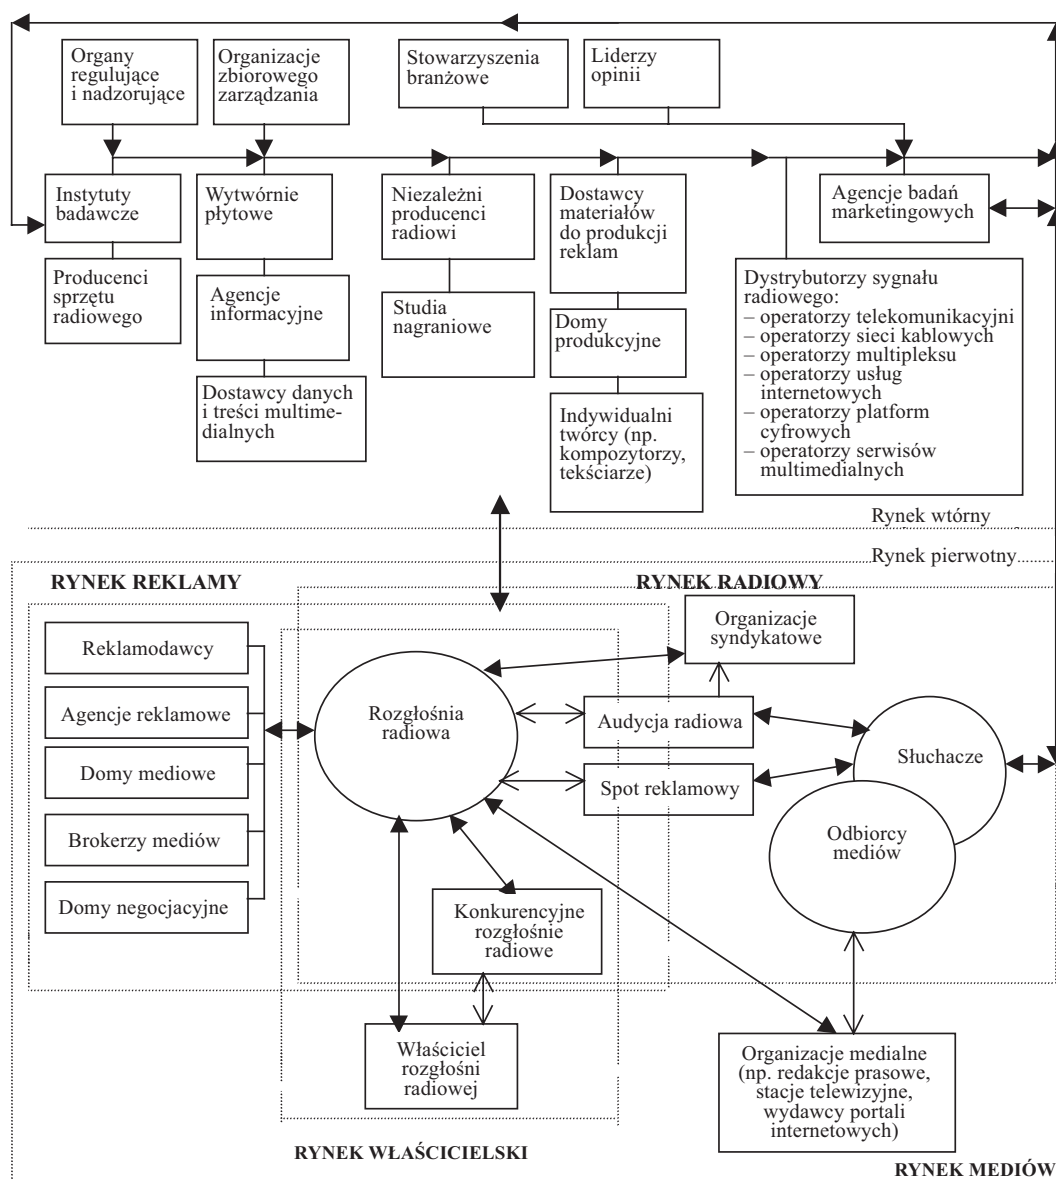 Organy
regulujące
i nadzorujące
Organizacje
zbiorowego
zarządzania
Stowarzyszenia
branżowe
Liderzy
opinii
Instytuty
badawcze
Wytwórnie
płytowe
Niezależni
producenci
radiowi
Dostawcy
materiałów
do produkcji
reklam
Agencje badań
marketingowych
Producenci
sprzętu
radiowego
Agencje
informacyjne
Studia
nagraniowe
Domy
produkcyjne
Dystrybutorzy sygnału
radiowego:
– operatorzy telekomunikacyjni
– operatorzy sieci kablowych
– operatorzy multipleksu
– operatorzy usług
internetowych
– operatorzy platform
cyfrowych
– operatorzy serwisów
multimedialnych
Dostawcy danych
i treści multime-
dialnych
Indywidualni
twórcy (np.
kompozytorzy,
tekściarze)
Rynek wtórny
Rynek pierwotny
RYNEK REKLAMY
RYNEK RADIOWY
Reklamodawcy
Agencje reklamowe
Domy mediowe
Brokerzy mediów
Domy negocjacyjne
Rozgłośnia
radiowa
Organizacje
syndykatowe
Audycja radiowa
Spot reklamowy
Słuchacze
Odbiorcy
mediów
Konkurencyjne
rozgłośnie
radiowe
Właściciel
rozgłośni
radiowej
Organizacje medialne
(np. redakcje prasowe,
stacje telewizyjne,
wydawcy portali
internetowych)
RYNEK WŁAŚCICIELSKI
RYNEK MEDIÓW